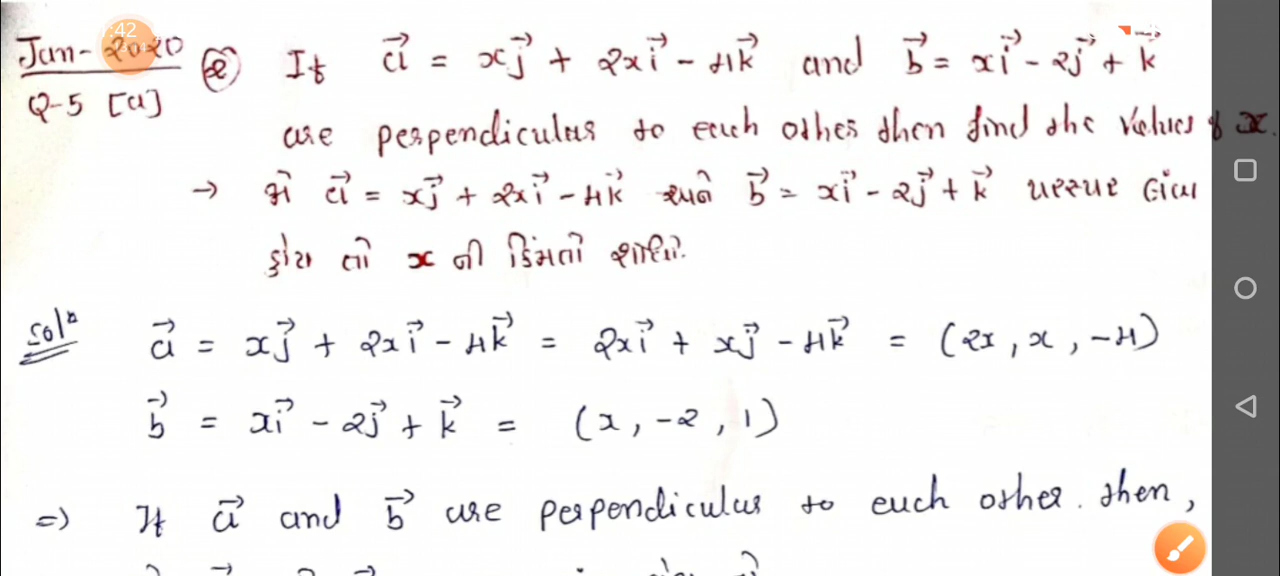 Jan-2020
Q-5 [a]
② If a⃗ = xj⃗ + 2xi⃗ - 4k⃗ and b⃗ = xi⃗ - 2j⃗ + k⃗
are perpendicular to each other then find the values of x.
→ જો a⃗ = xj⃗ + 2xi⃗ - 4k⃗ અને b⃗ = xi⃗ - 2j⃗ + k⃗ પરસ્પર લંબ
હોય તો x ની કિંમતો શોધો.
Solⁿ a⃗ = xj⃗ + 2xi⃗ - 4k⃗ = 2xi⃗ + xj⃗ - 4k⃗ = (2x, x, -4)
b⃗ = xi⃗ - 2j⃗ + k⃗ = (x, -2, 1)
⇒ If a⃗ and b⃗ are perpendicular to each other. then,